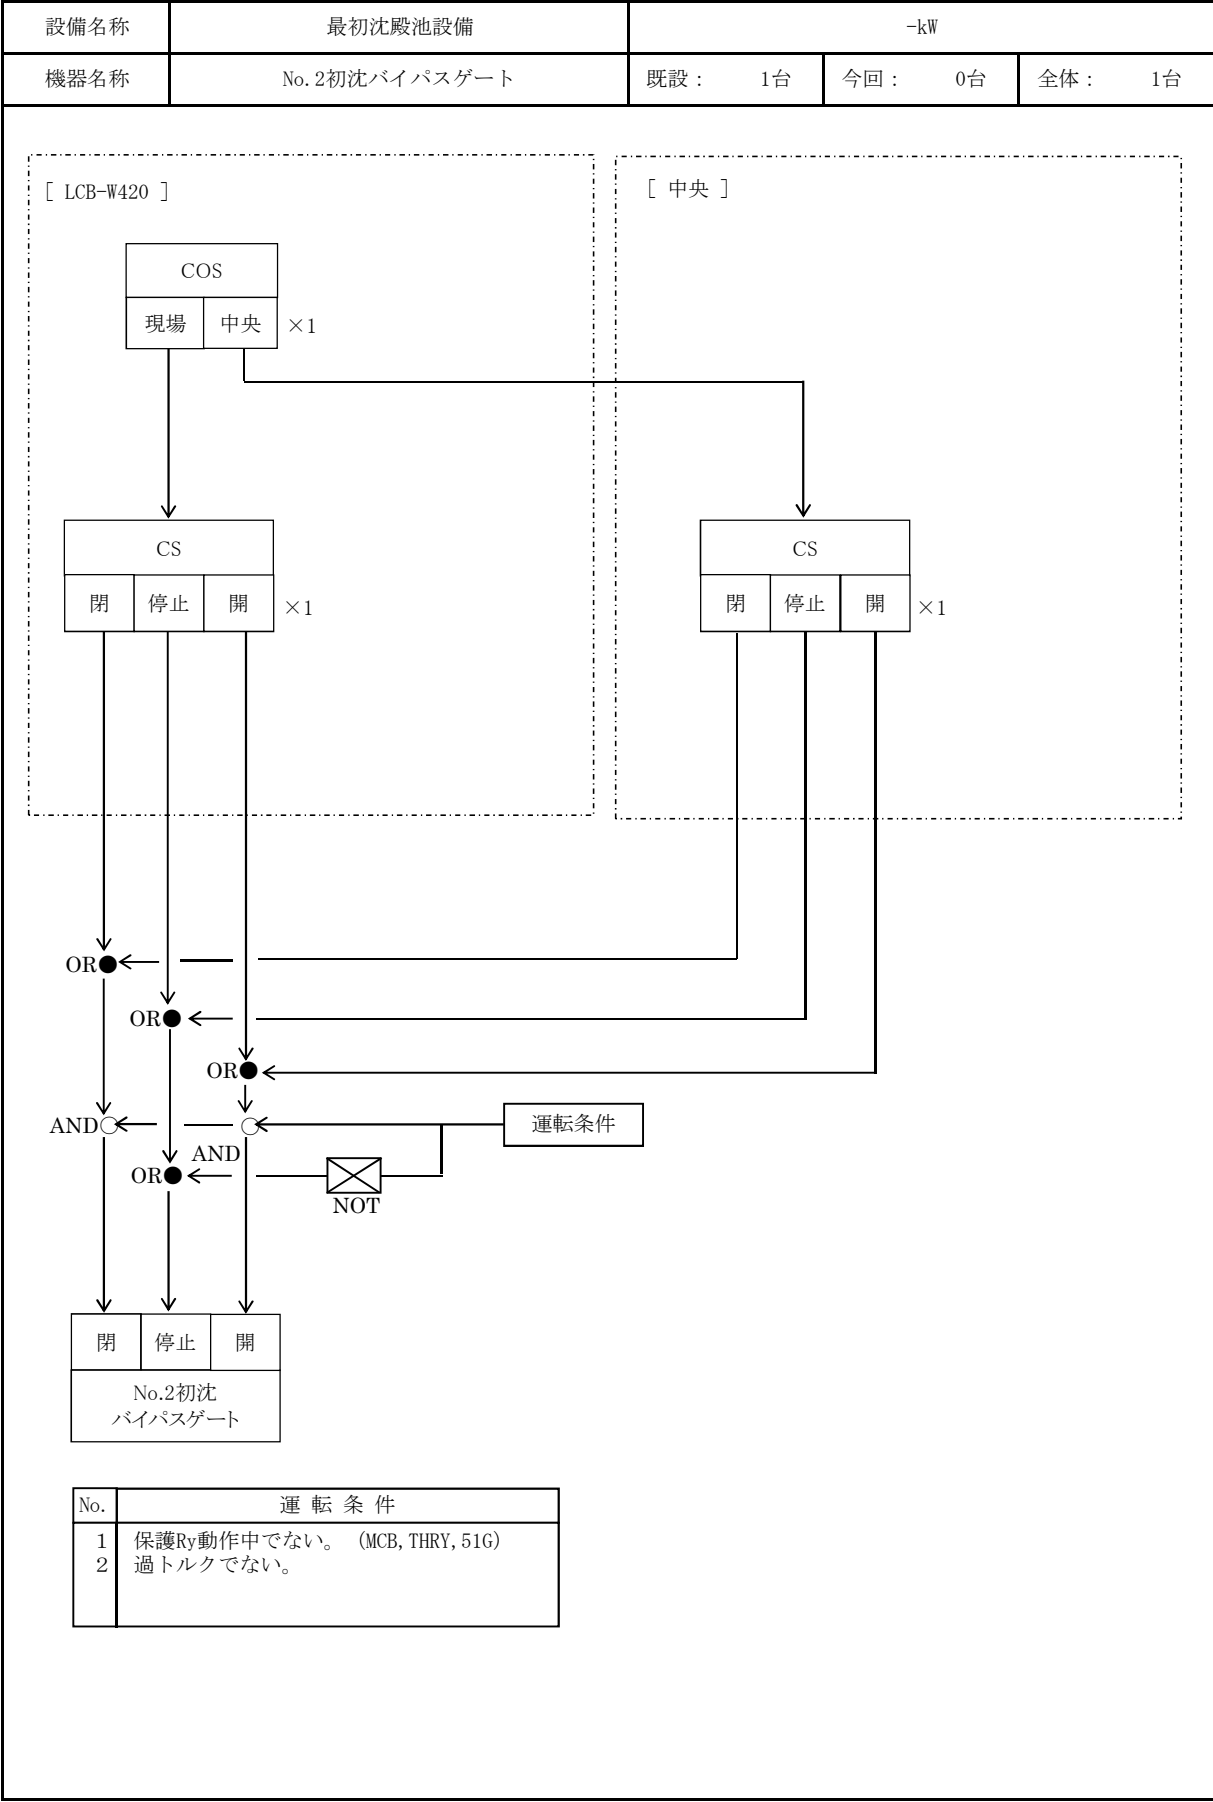 設備名称 最初沈殿池設備 -kW
機器名称 No.2初沈バイパスゲート 既設： 1台 今回： 0台 全体： 1台
[ LCB-W420 ]
[ 中央 ]
COS
現場 中央 ×1
CS
閉 停止 開 ×1
CS
閉 停止 開 ×1
OR
OR
OR
AND
運転条件
AND
OR
NOT
閉 停止 開
No.2初沈
バイパスゲート
No. 運 転 条 件
1 保護Ry動作中でない。 (MCB,THRY,51G)
2 過トルクでない。